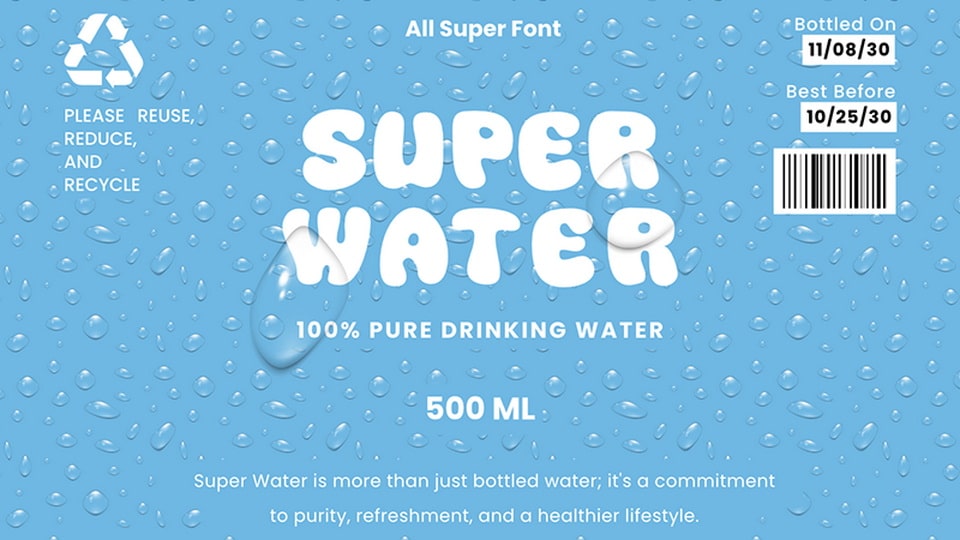 All Super Font
PLEASE REUSE,
REDUCE,
AND
RECYCLE
Bottled On
11/08/30
Best Before
10/25/30
SUPER
WATER
100% PURE DRINKING WATER
500 ML
Super Water is more than just bottled water; it's a commitment
to purity, refreshment, and a healthier lifestyle.